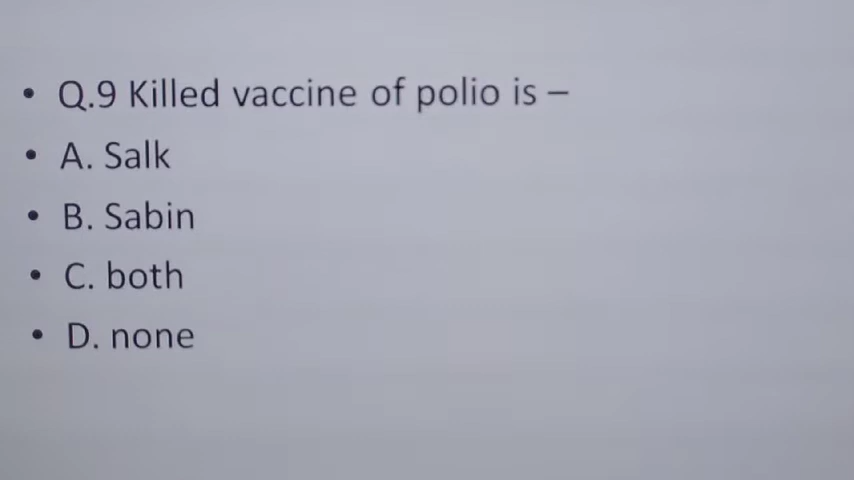 • Q.9 Killed vaccine of polio is –
• A. Salk
• B. Sabin
• C. both
• D. none